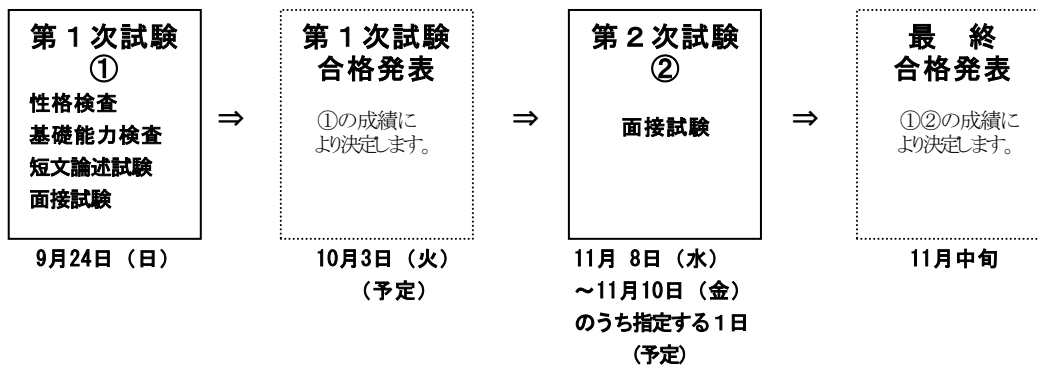 第１次試験
①
性格検査
基礎能力検査
短文論述試験
面接試験
9月24日（日）
⇒
第１次試験
合格発表
①の成績に
より決定します。
10月3日（火）
（予定）
⇒
第２次試験
②
面接試験
11月 8日（水）
～11月10日（金）
のうち指定する１日
（予定）
⇒
最　終
合格発表
①②の成績に
より決定します。
11月中旬